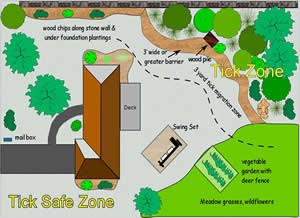 wood chips along stone wall &
under foundation plantings
3' wide or
greater barrier
wood pile
Tick Zone
3 yard tick migration zone
Deck
Swing Set
mail box
vegetable
garden with
deer fence
Tick Safe Zone
Meadow grasses, wildflowers